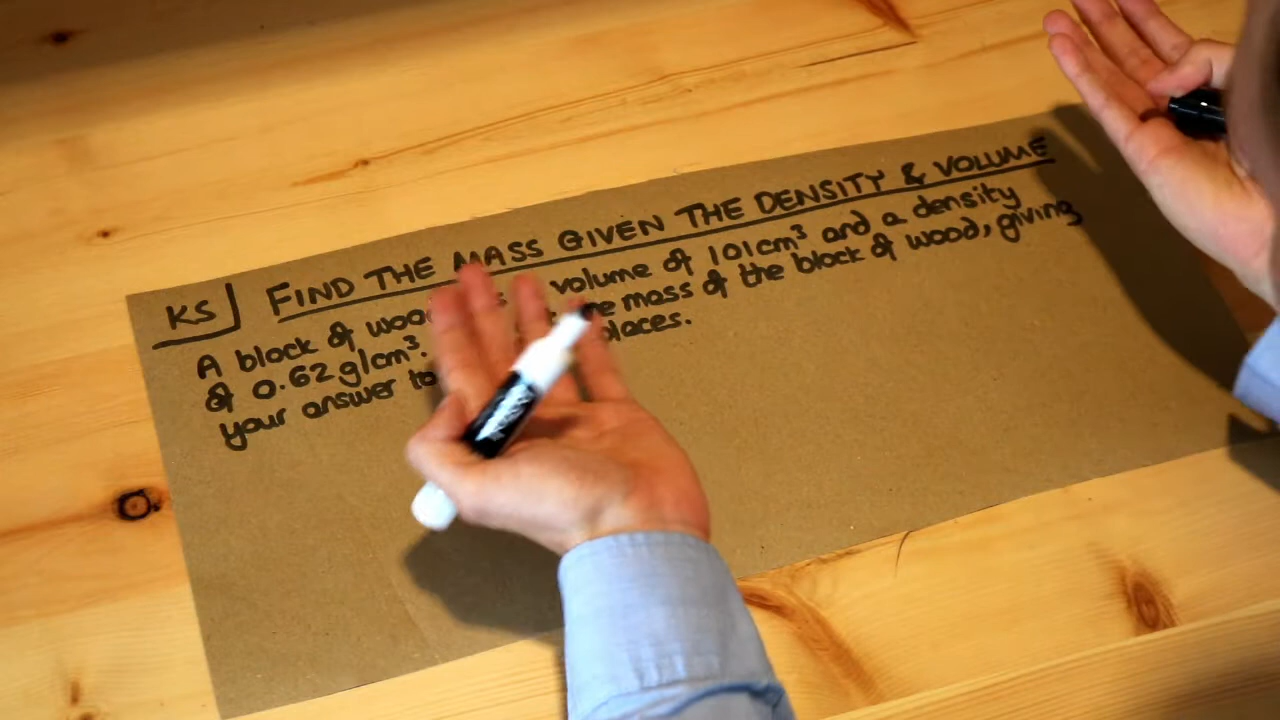 KS
FIND THE MASS GIVEN THE DENSITY & VOLUME
A block of volume of 101cm³ and a density
of 0.62g/cm³. mass of the block of wood, giving
your answer to places.